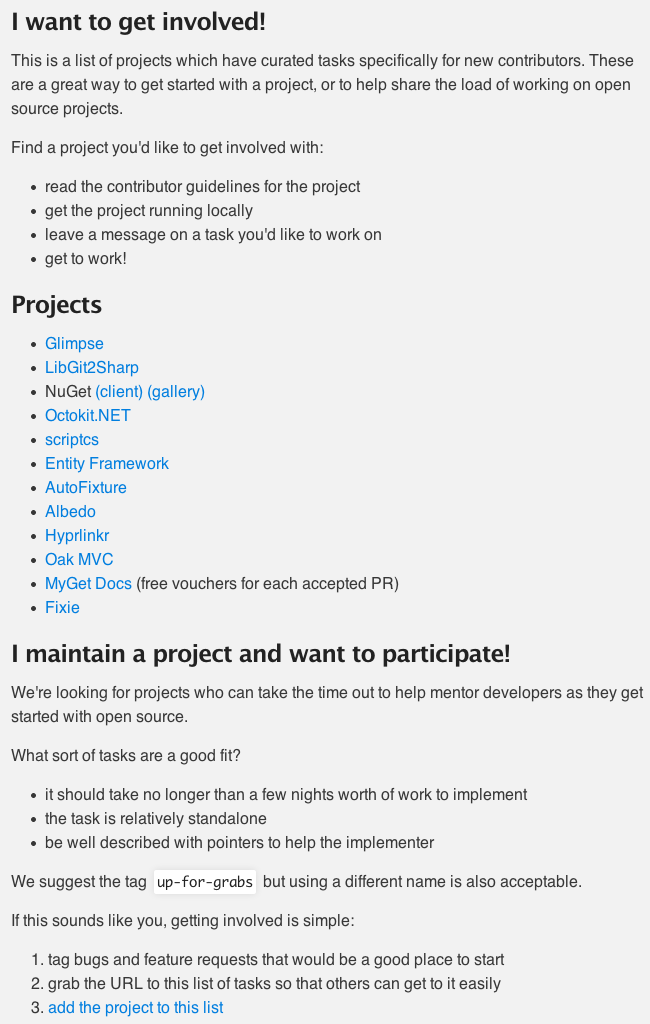 I want to get involved!
This is a list of projects which have curated tasks specifically for new contributors. These
are a great way to get started with a project, or to help share the load of working on open
source projects.
Find a project you'd like to get involved with:
• read the contributor guidelines for the project
• get the project running locally
• leave a message on a task you'd like to work on
• get to work!
Projects
• Glimpse
• LibGit2Sharp
• NuGet (client) (gallery)
• Octokit.NET
• scriptcs
• Entity Framework
• AutoFixture
• Albedo
• Hyprlinkr
• Oak MVC
• MyGet Docs (free vouchers for each accepted PR)
• Fixie
I maintain a project and want to participate!
We're looking for projects who can take the time out to help mentor developers as they get
started with open source.
What sort of tasks are a good fit?
• it should take no longer than a few nights worth of work to implement
• the task is relatively standalone
• be well described with pointers to help the implementer
We suggest the tag up-for-grabs but using a different name is also acceptable.
If this sounds like you, getting involved is simple:
1. tag bugs and feature requests that would be a good place to start
2. grab the URL to this list of tasks so that others can get to it easily
3. add the project to this list